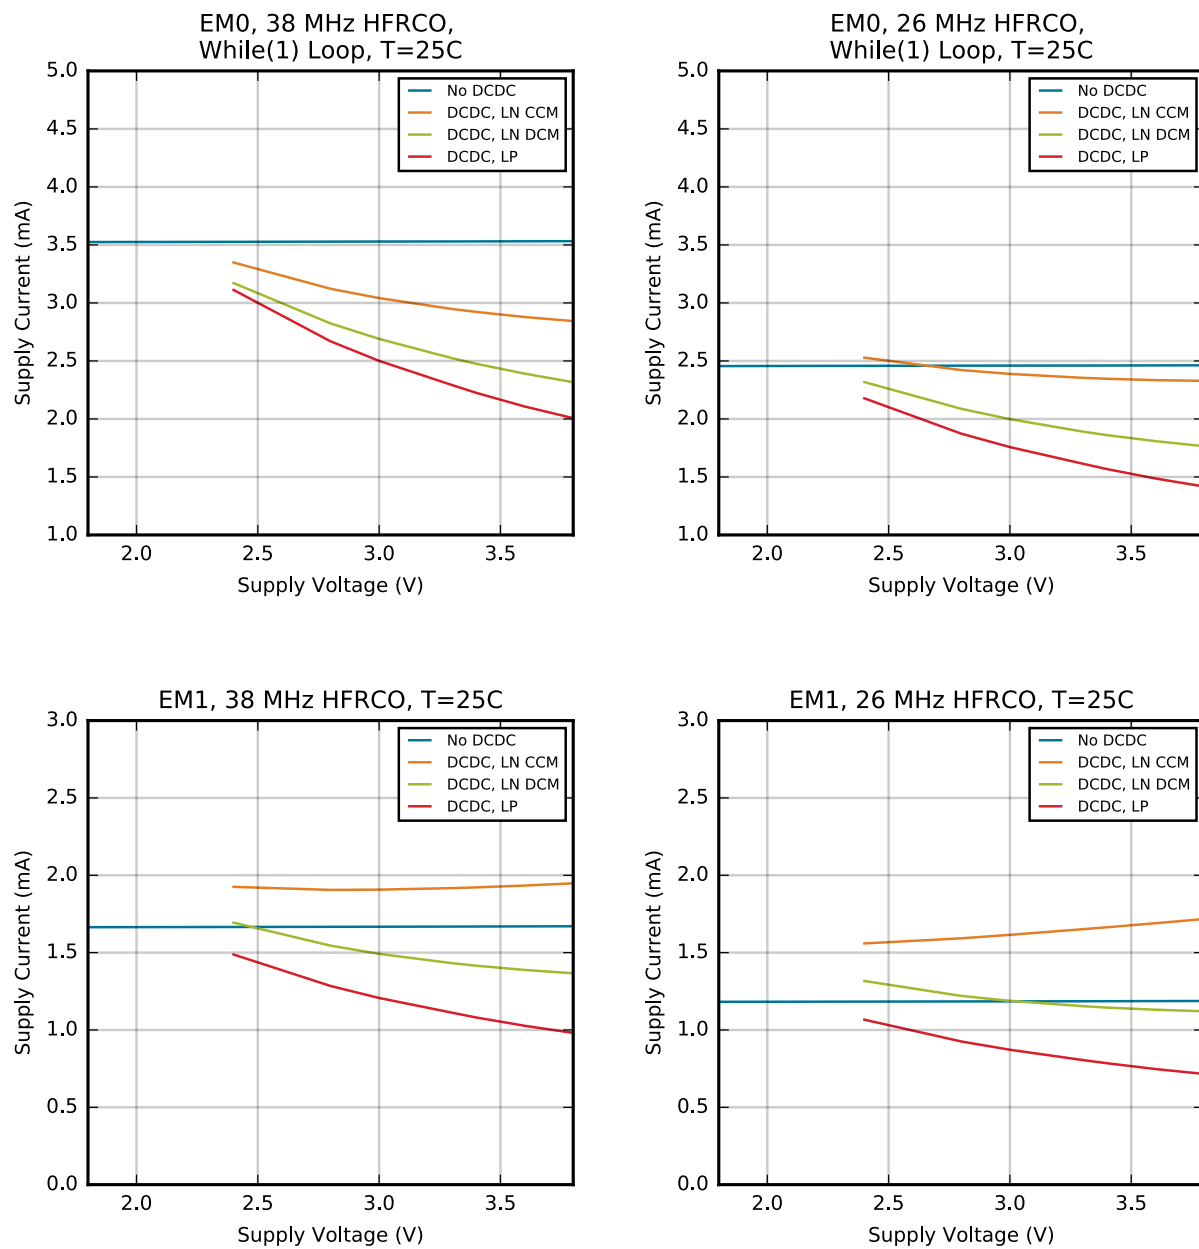 EM0, 38 MHz HFRCO,
While(1) Loop, T=25C
5.0
4.5
4.0
3.5
3.0
2.5
2.0
1.5
1.0
Supply Current (mA)
No DCDC
DCDC, LN CCM
DCDC, LN DCM
DCDC, LP
2.0 2.5 3.0 3.5
Supply Voltage (V)
EM0, 26 MHz HFRCO,
While(1) Loop, T=25C
5.0
4.5
4.0
3.5
3.0
2.5
2.0
1.5
1.0
Supply Current (mA)
No DCDC
DCDC, LN CCM
DCDC, LN DCM
DCDC, LP
2.0 2.5 3.0 3.5
Supply Voltage (V)
EM1, 38 MHz HFRCO, T=25C
3.0
2.5
2.0
1.5
1.0
0.5
0.0
Supply Current (mA)
No DCDC
DCDC, LN CCM
DCDC, LN DCM
DCDC, LP
2.0 2.5 3.0 3.5
Supply Voltage (V)
EM1, 26 MHz HFRCO, T=25C
3.0
2.5
2.0
1.5
1.0
0.5
0.0
Supply Current (mA)
No DCDC
DCDC, LN CCM
DCDC, LN DCM
DCDC, LP
2.0 2.5 3.0 3.5
Supply Voltage (V)